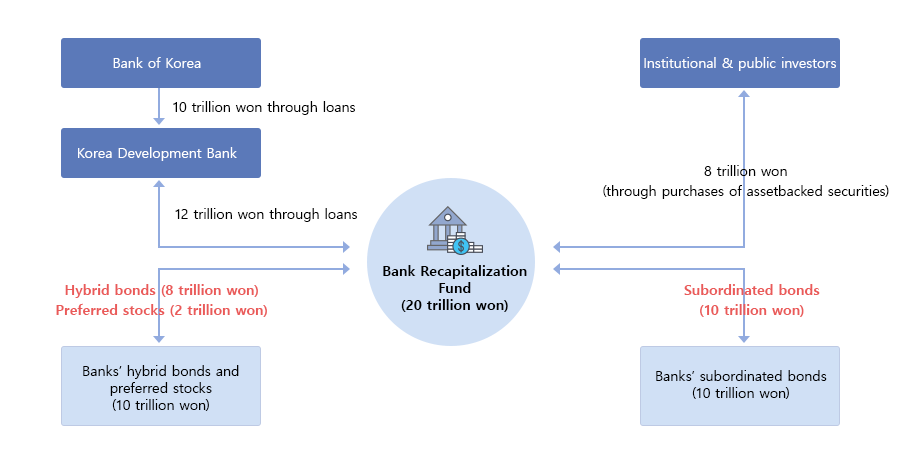 Bank of Korea
Institutional & public investors
10 trillion won through loans
Korea Development Bank
8 trillion won
(through purchases of assetbacked securities)
12 trillion won through loans
$
Bank Recapitalization
Fund
(20 trillion won)
Hybrid bonds (8 trillion won)
Preferred stocks (2 trillion won)
Subordinated bonds
(10 trillion won)
Banks’ hybrid bonds and
preferred stocks
(10 trillion won)
Banks’ subordinated bonds
(10 trillion won)